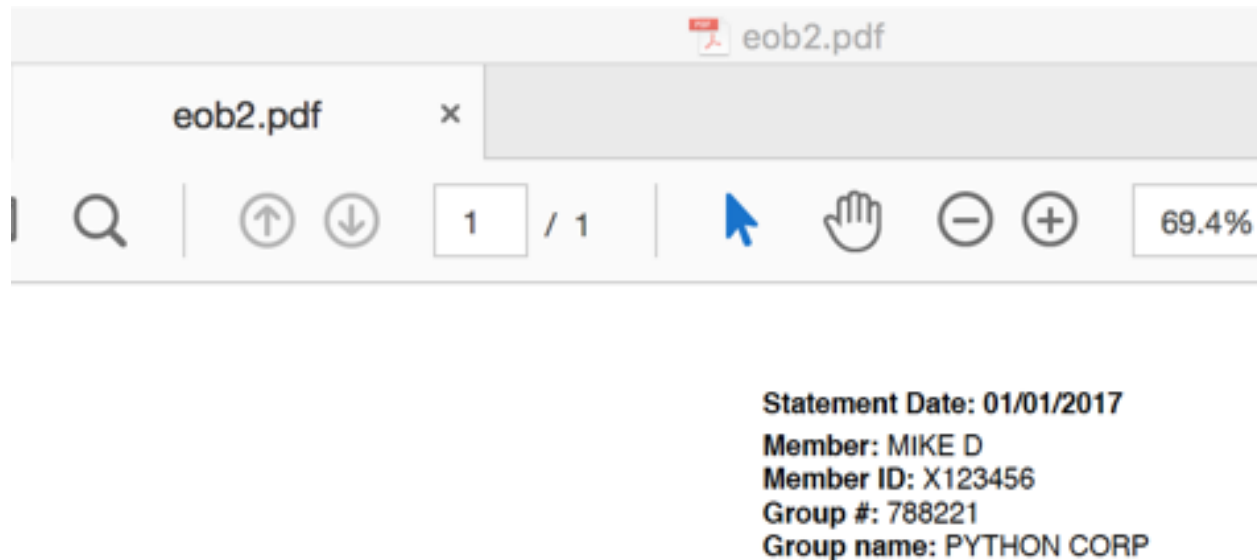 eob2.pdf
eob2.pdf ×
1 / 1 69.4%
Statement Date: 01/01/2017
Member: MIKE D
Member ID: X123456
Group #: 788221
Group name: PYTHON CORP